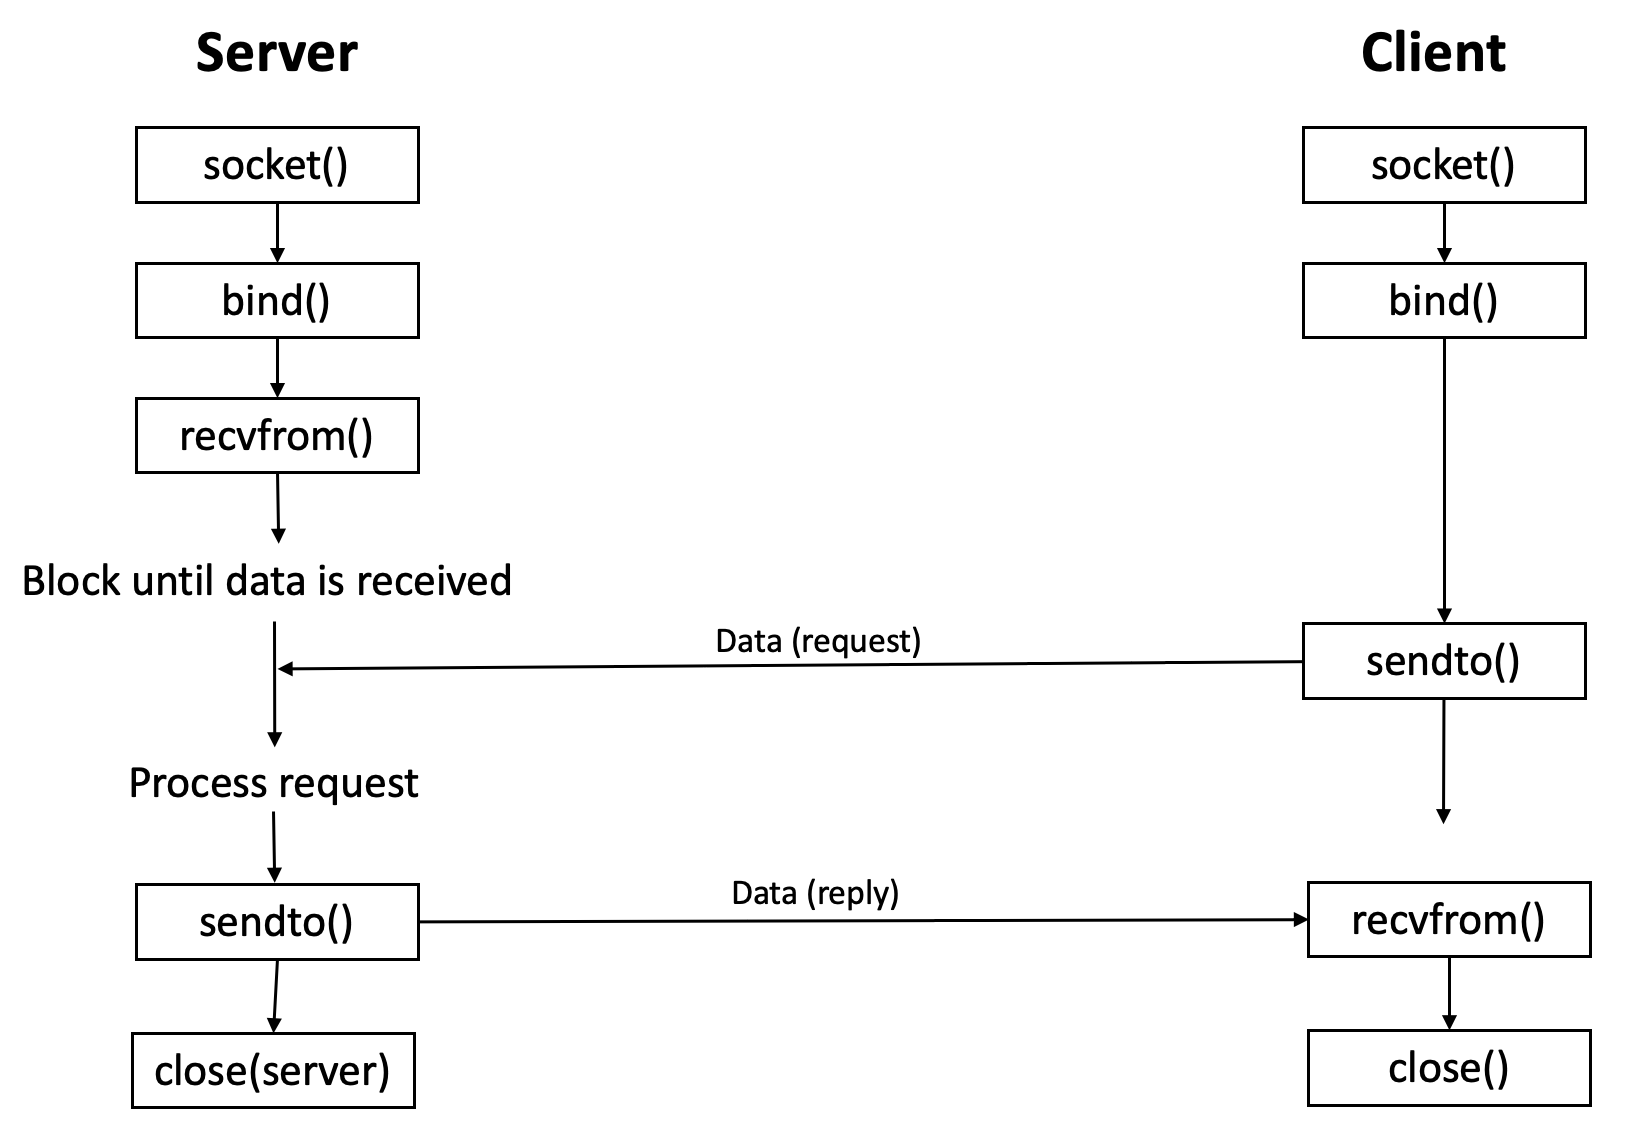 Server
Client
socket()
socket()
bind()
bind()
recvfrom()
Block until data is received
Data (request)
sendto()
Process request
Data (reply)
sendto()
recvfrom()
close(server)
close()